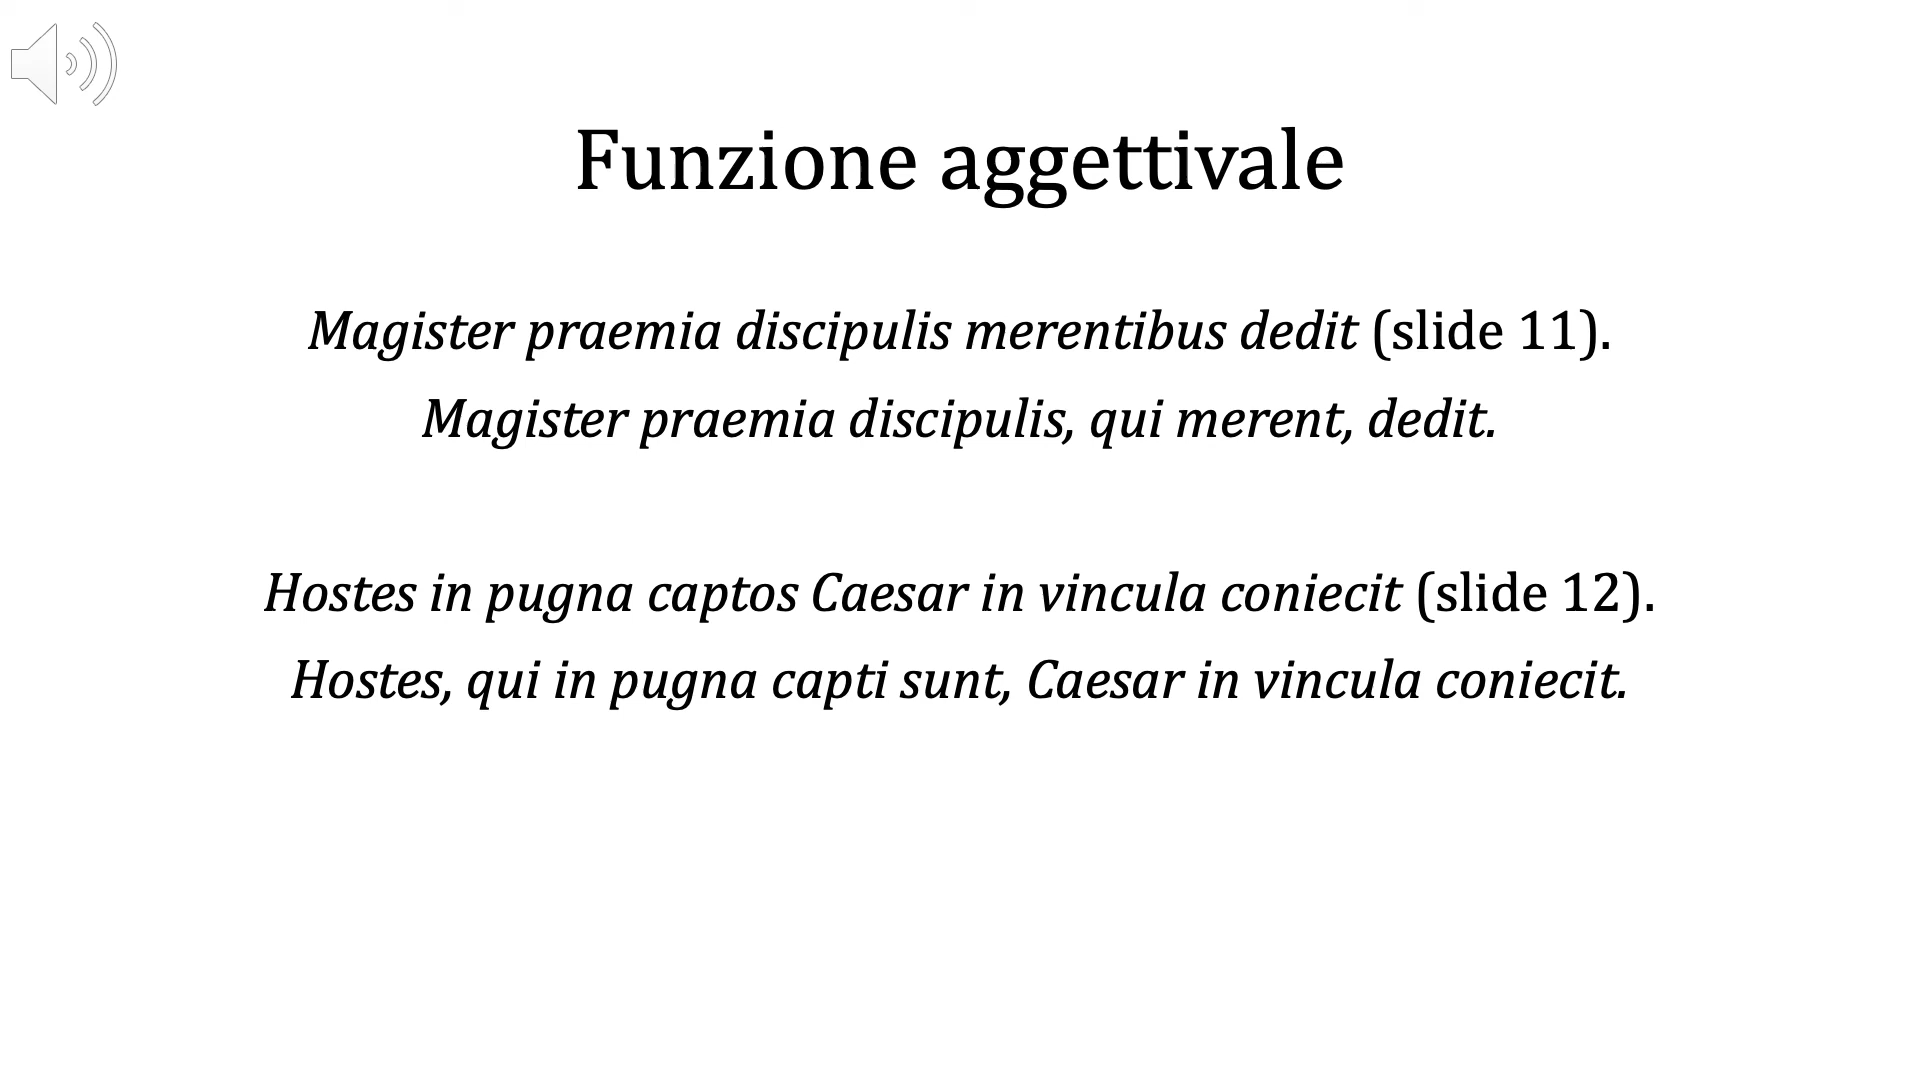 Funzione aggettivale
Magister praemia discipulis merentibus dedit (slide 11).
Magister praemia discipulis, qui merent, dedit.
Hostes in pugna captos Caesar in vincula coniecit (slide 12).
Hostes, qui in pugna capti sunt, Caesar in vincula coniecit.